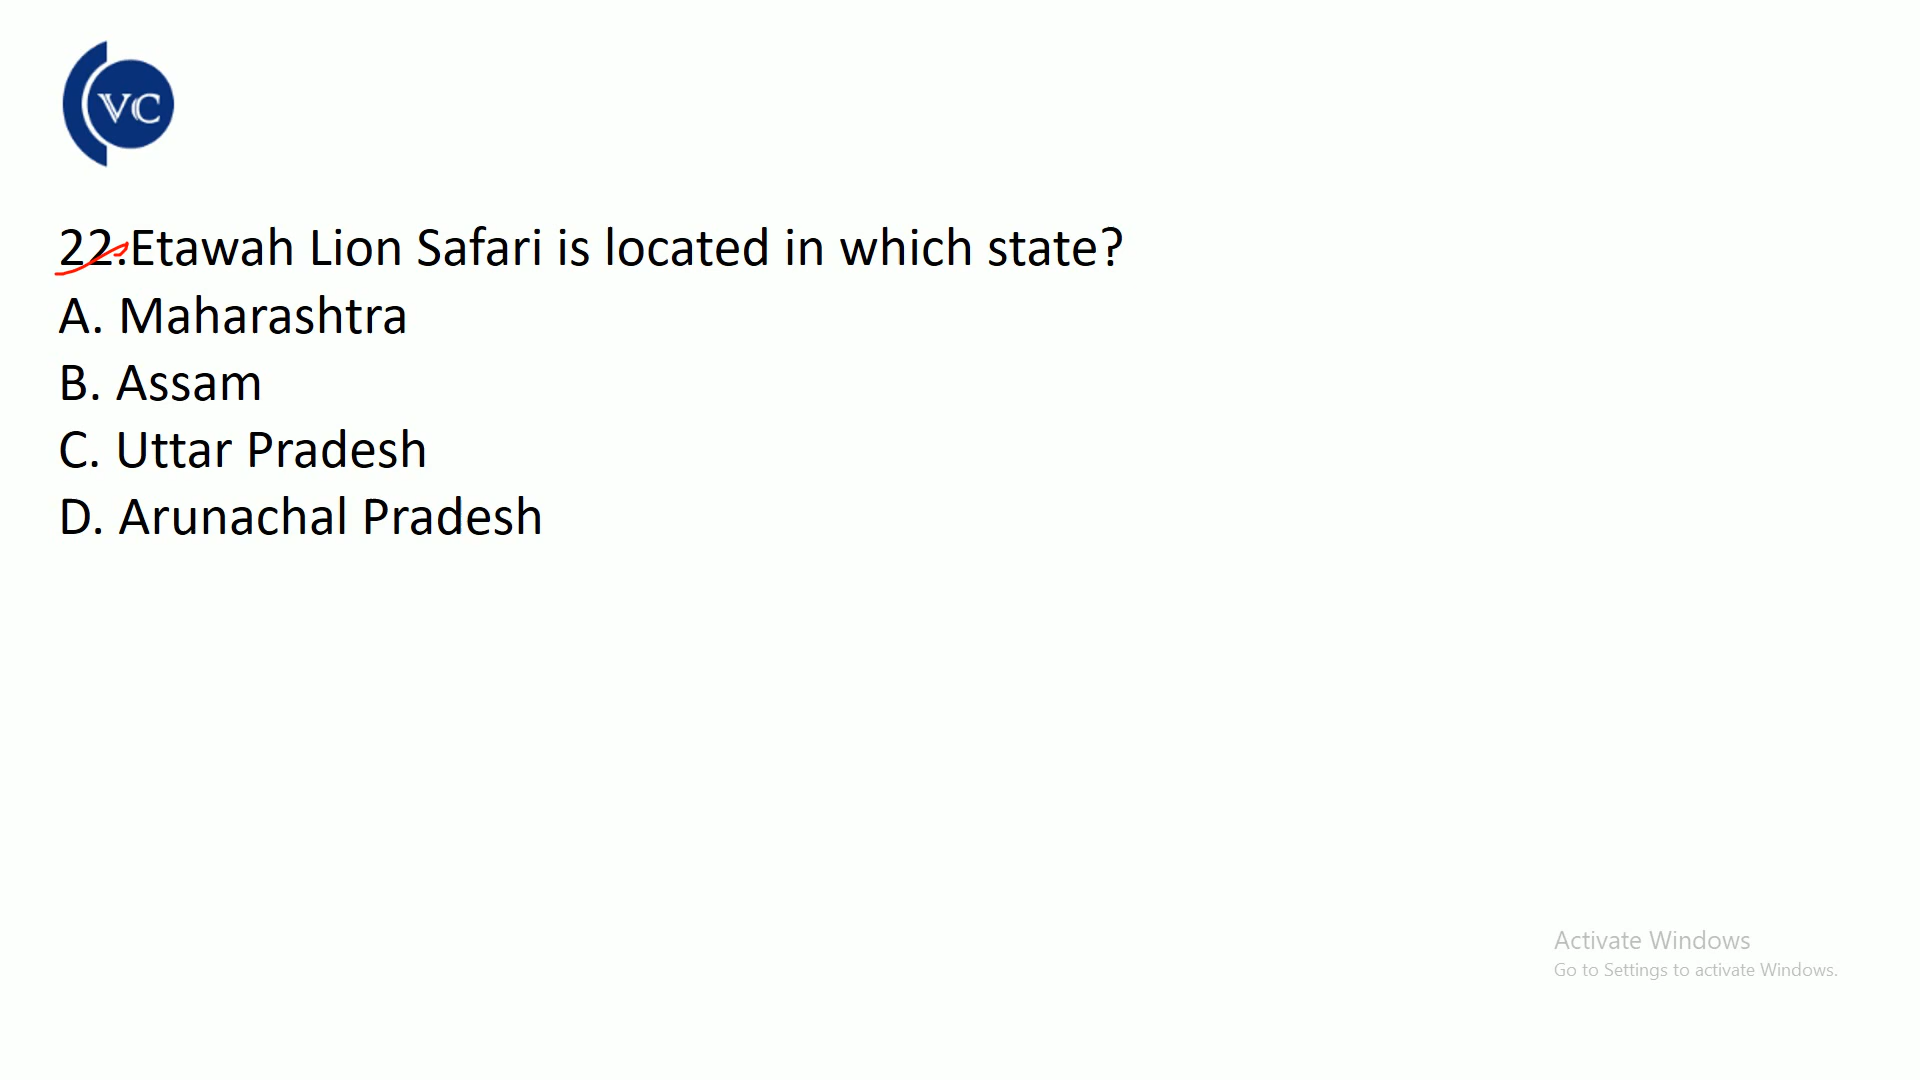 VC
22.Etawah Lion Safari is located in which state?
A. Maharashtra
B. Assam
C. Uttar Pradesh
D. Arunachal Pradesh
Activate Windows
Go to Settings to activate Windows.